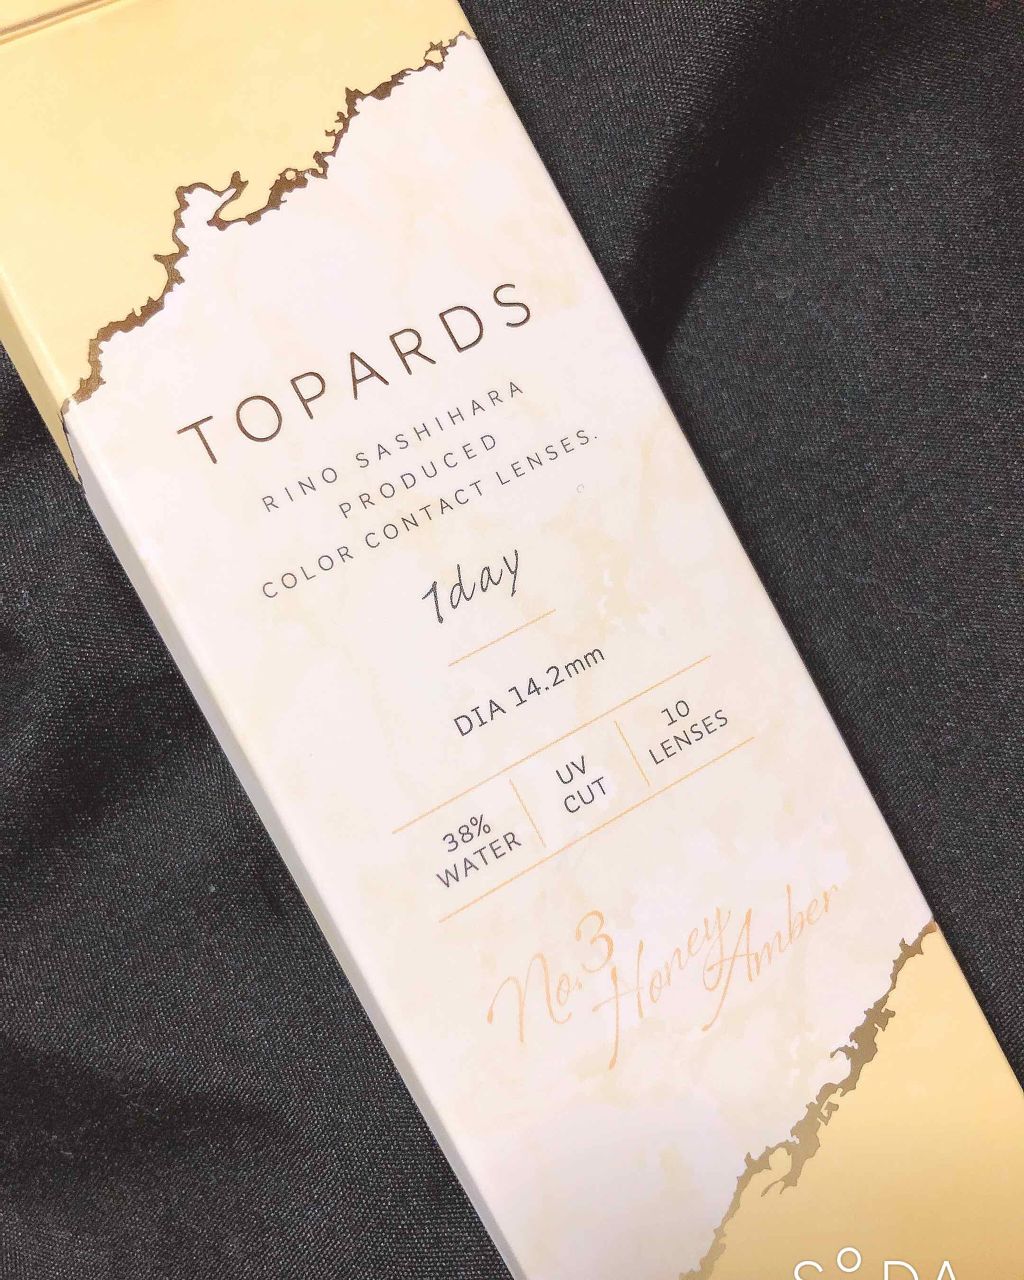 TOPARDS
RINO SASHIHARA
PRODUCED
COLOR CONTACT LENSES.
1day
DIA 14.2mm
38%
WATER
UV
CUT
10
LENSES
No.3
Honey
Amber
SODA